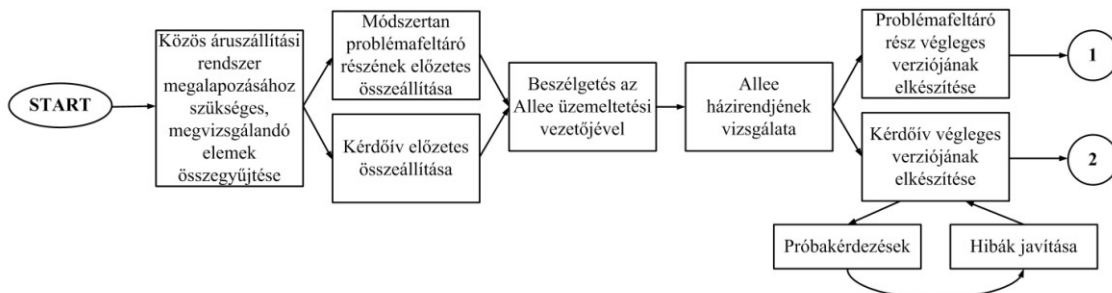 START
Közös áruszállítási
rendszer
megalapozásához
szükséges,
megvizsgálandó
elemek
összegyűjtése
Módszertan
problémafeltáró
részének előzetes
összeállítása
Kérdőív előzetes
összeállítása
Beszélgetés az
Allee üzemeltetési
vezetőjével
Allee
házirendjének
vizsgálata
Problémafeltáró
rész végleges
verziójának
elkészítése
1
Kérdőív végleges
verziójának
elkészítése
2
Próbakérdezések
Hibák javítása